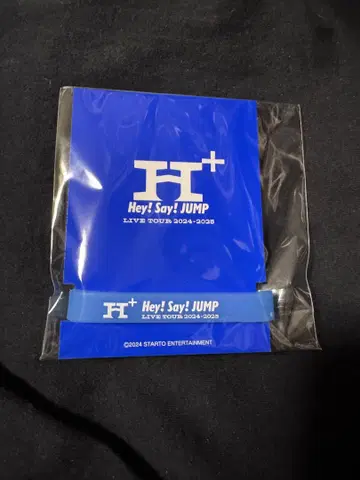 H+
Hey! Say! JUMP
LIVE TOUR 2024-2025
H+ Hey! Say! JUMP
LIVE TOUR 2024-2025
©2024 STARTO ENTERTAINMENT